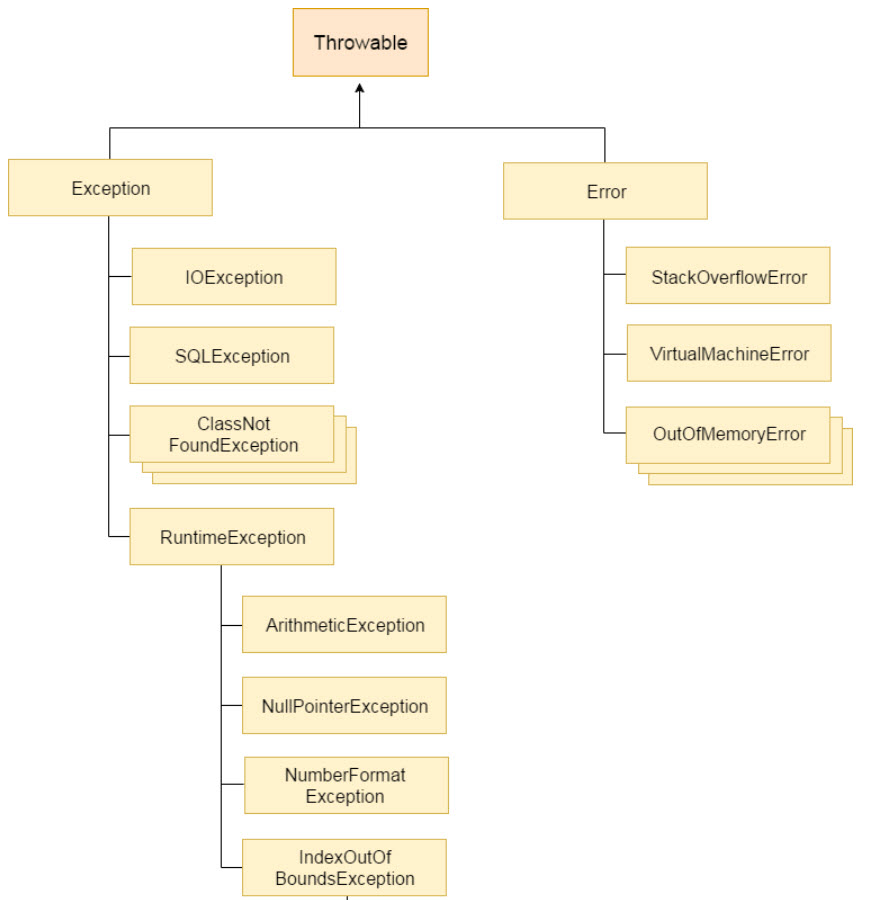 Throwable
Exception
Error
IOException
StackOverflowError
SQLException
VirtualMachineError
ClassNot
FoundException
OutOfMemoryError
RuntimeException
ArithmeticException
NullPointerException
NumberFormat
Exception
IndexOutOf
BoundsException